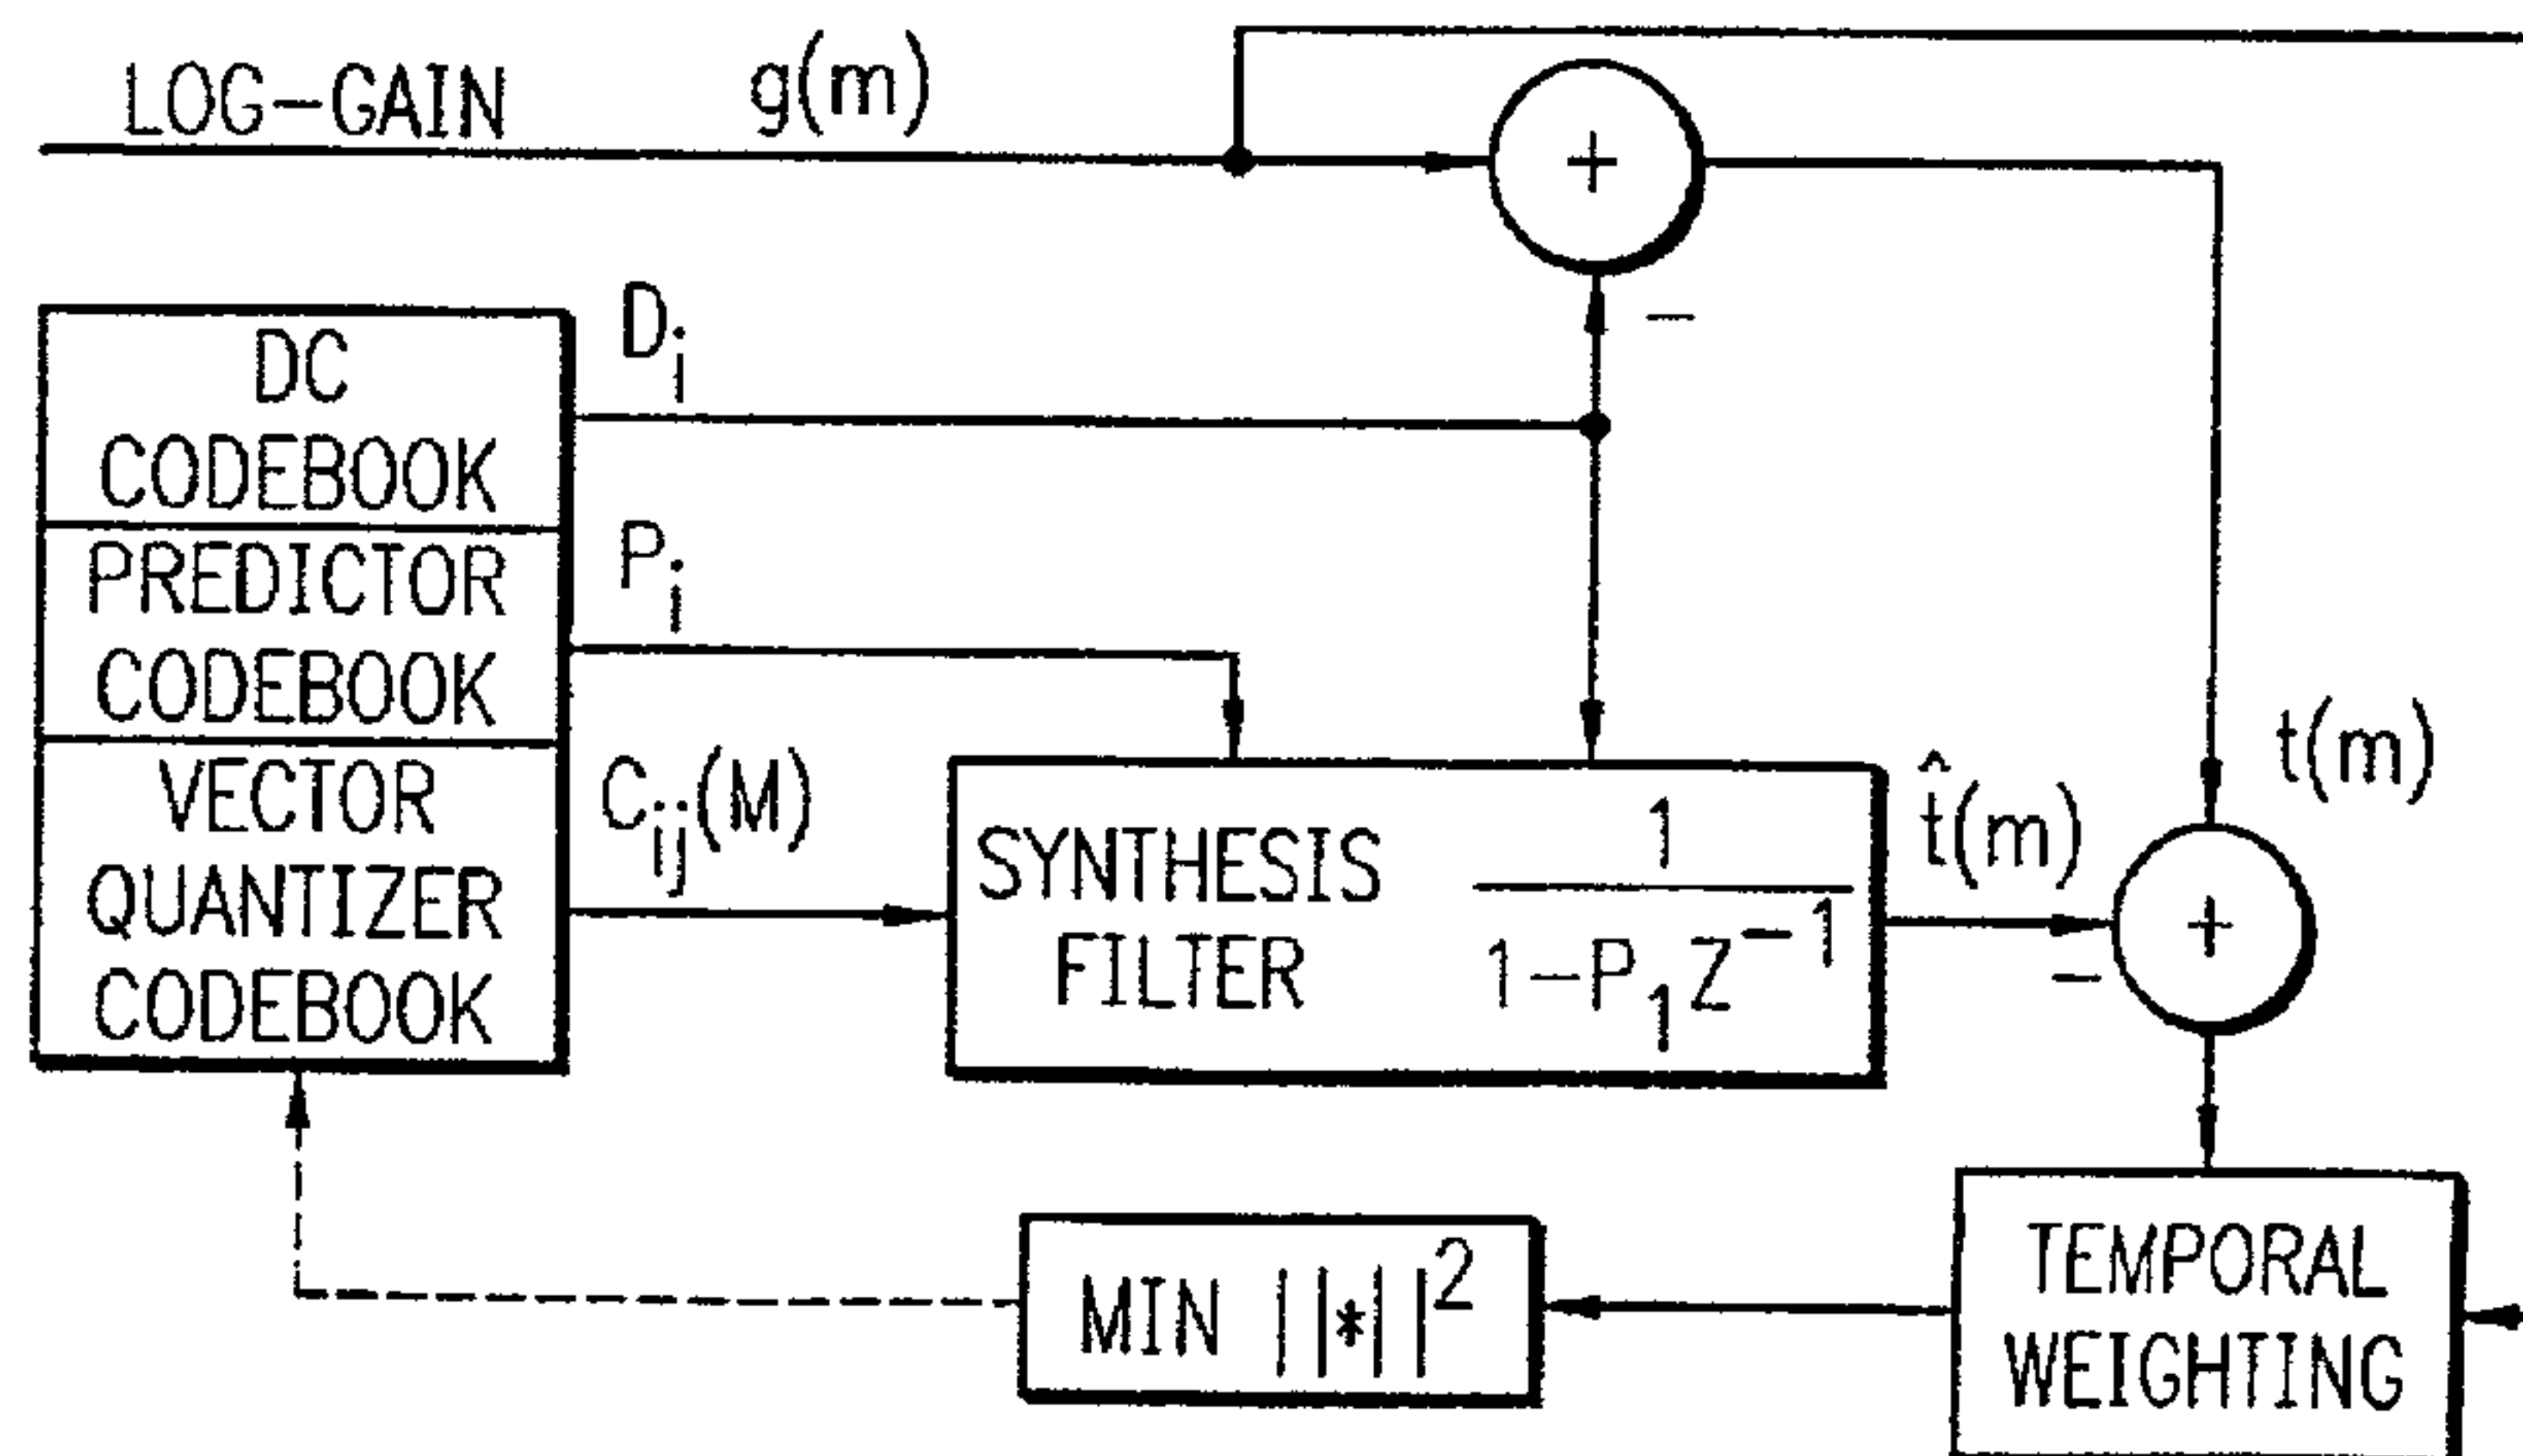 LOG-GAIN g(m)
+
−
DC
CODEBOOK
D_i
PREDICTOR
CODEBOOK
P_i
VECTOR
QUANTIZER
CODEBOOK
C_ij(M)
SYNTHESIS
FILTER
1
1-P_1 Z^-1
t̂(m)
t(m)
+
−
TEMPORAL
WEIGHTING
MIN ||*||^2